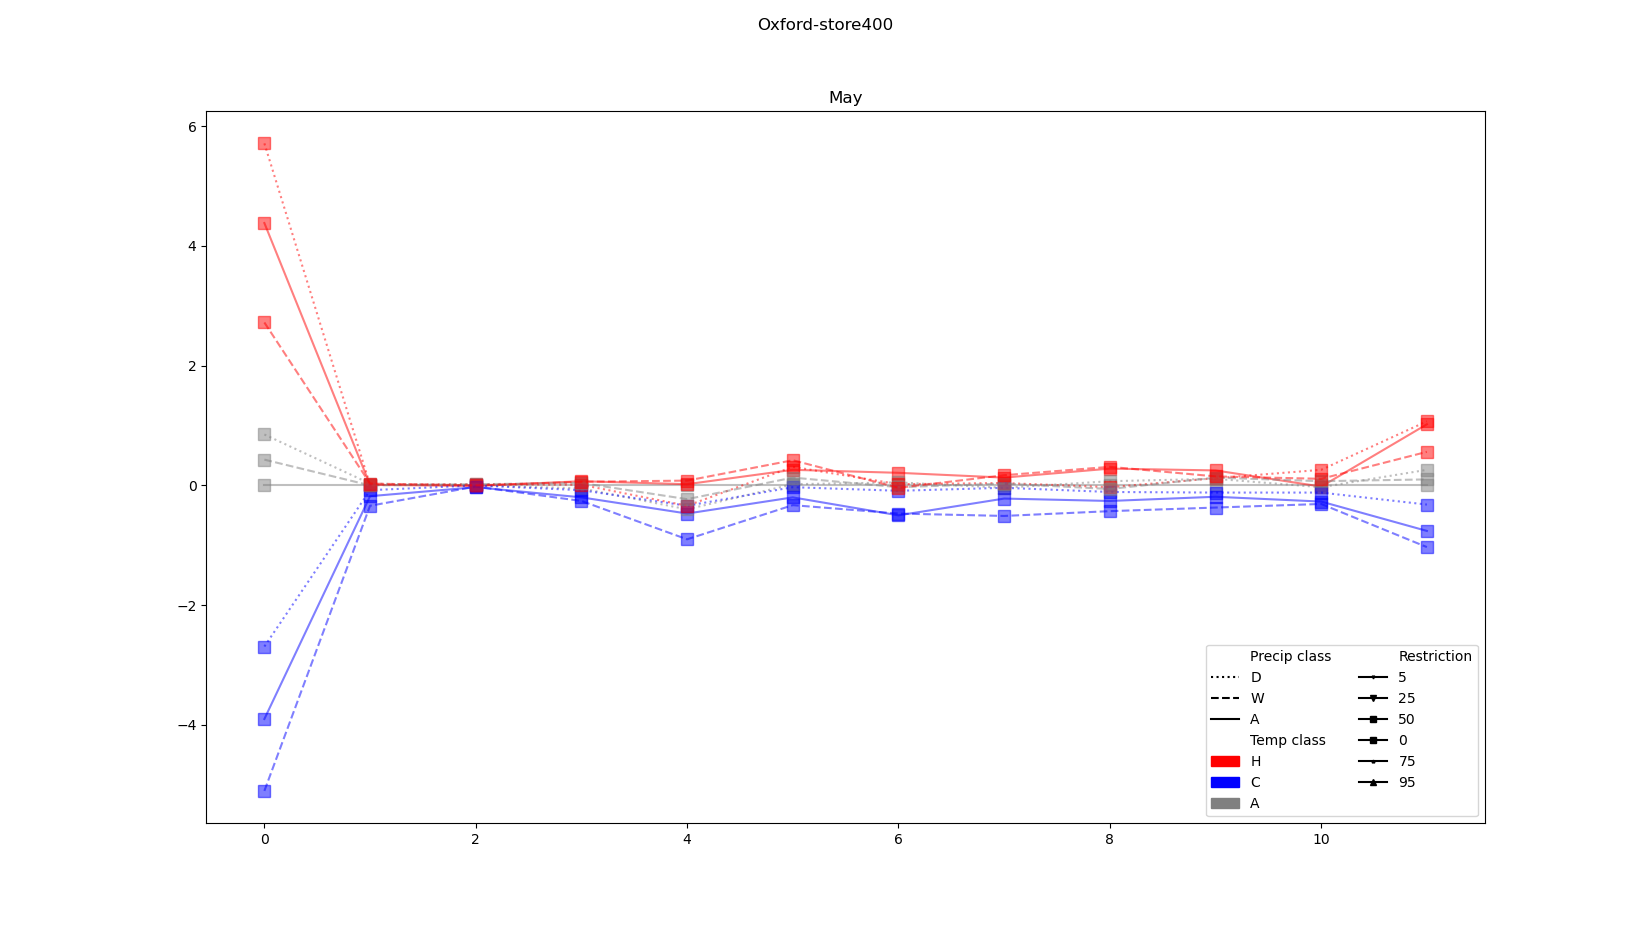 Oxford-store400
May
6
4
2
0
−2
−4
0 2 4 6 8 10
Precip class
D
W
A
Temp class
H
C
A
Restriction
5
25
50
0
75
95